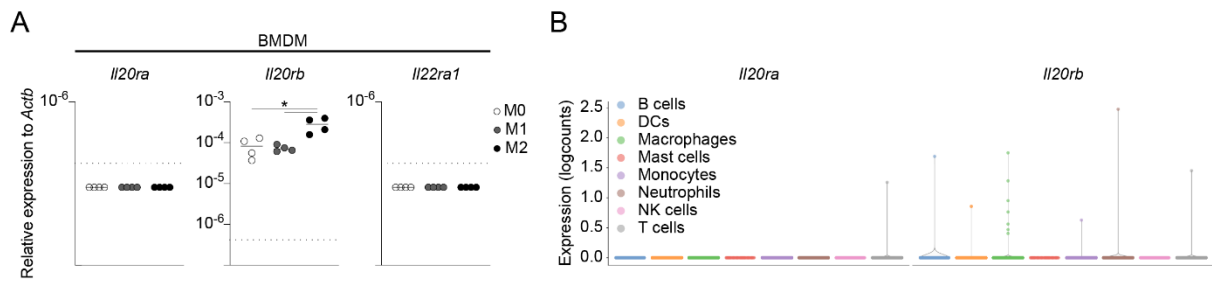 A
BMDM
Il20ra
Il20rb
Il22ra1
Relative expression to Actb
10-6
10-3
10-4
10-5
10-6
10-6
M0
M1
M2
*
B
Il20ra
Il20rb
Expression (logcounts)
2.5
2.0
1.5
1.0
0.5
0.0
B cells
DCs
Macrophages
Mast cells
Monocytes
Neutrophils
NK cells
T cells